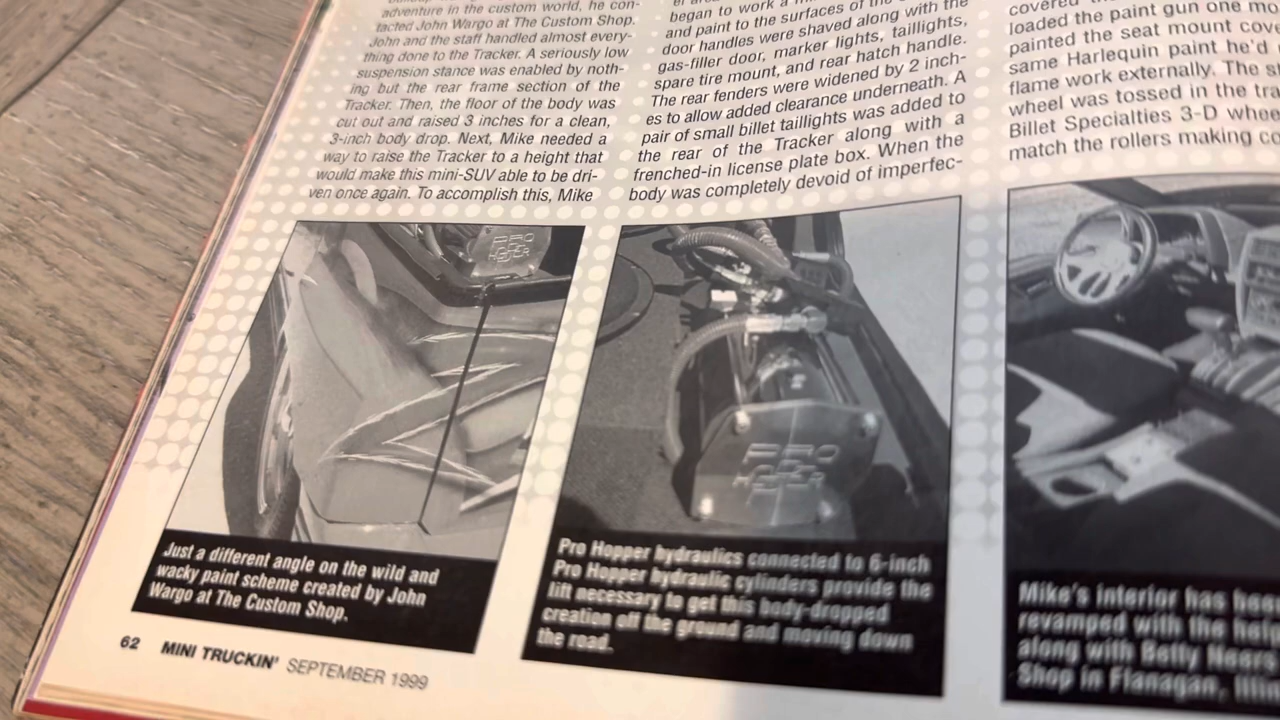 adventure in the custom world, he con-
tacted John Wargo at The Custom Shop.
John and the staff handled almost every-
thing done to the Tracker. A seriously low
suspension stance was enabled by noth-
ing but the rear frame section of the
Tracker. Then, the floor of the body was
cut out and raised 3 inches for a clean,
3-inch body drop. Next, Mike needed a
way to raise the Tracker to a height that
would make this mini-SUV able to be dri-
ven once again. To accomplish this, Mike
began to work
and paint to the surfaces of the
door handles were shaved along with the
gas-filler door, marker lights, taillights,
spare tire mount, and rear hatch handle.
The rear fenders were widened by 2 inch-
es to allow added clearance underneath. A
pair of small billet taillights was added to
the rear of the Tracker along with a
frenched-in license plate box. When the
body was completely devoid of imperfec-
covered
loaded the paint gun one mo
painted the seat mount cov
same Harlequin paint he'd
flame work externally. The
wheel was tossed in the tra
Billet Specialties 3-D whee
match the rollers making co
PRO
HOPPER
PRO
HOPPER
Just a different angle on the wild and
wacky paint scheme created by John
Wargo at The Custom Shop.
Pro Hopper hydraulics connected to 6-inch
Pro Hopper hydraulic cylinders provide the
lift necessary to get this body-dropped
creation off the ground and moving down
the road.
Mike's interior has bee
revamped with the help
along with Betty Neers
Shop in Flanagan, Illin
62 MINI TRUCKIN' SEPTEMBER 1999